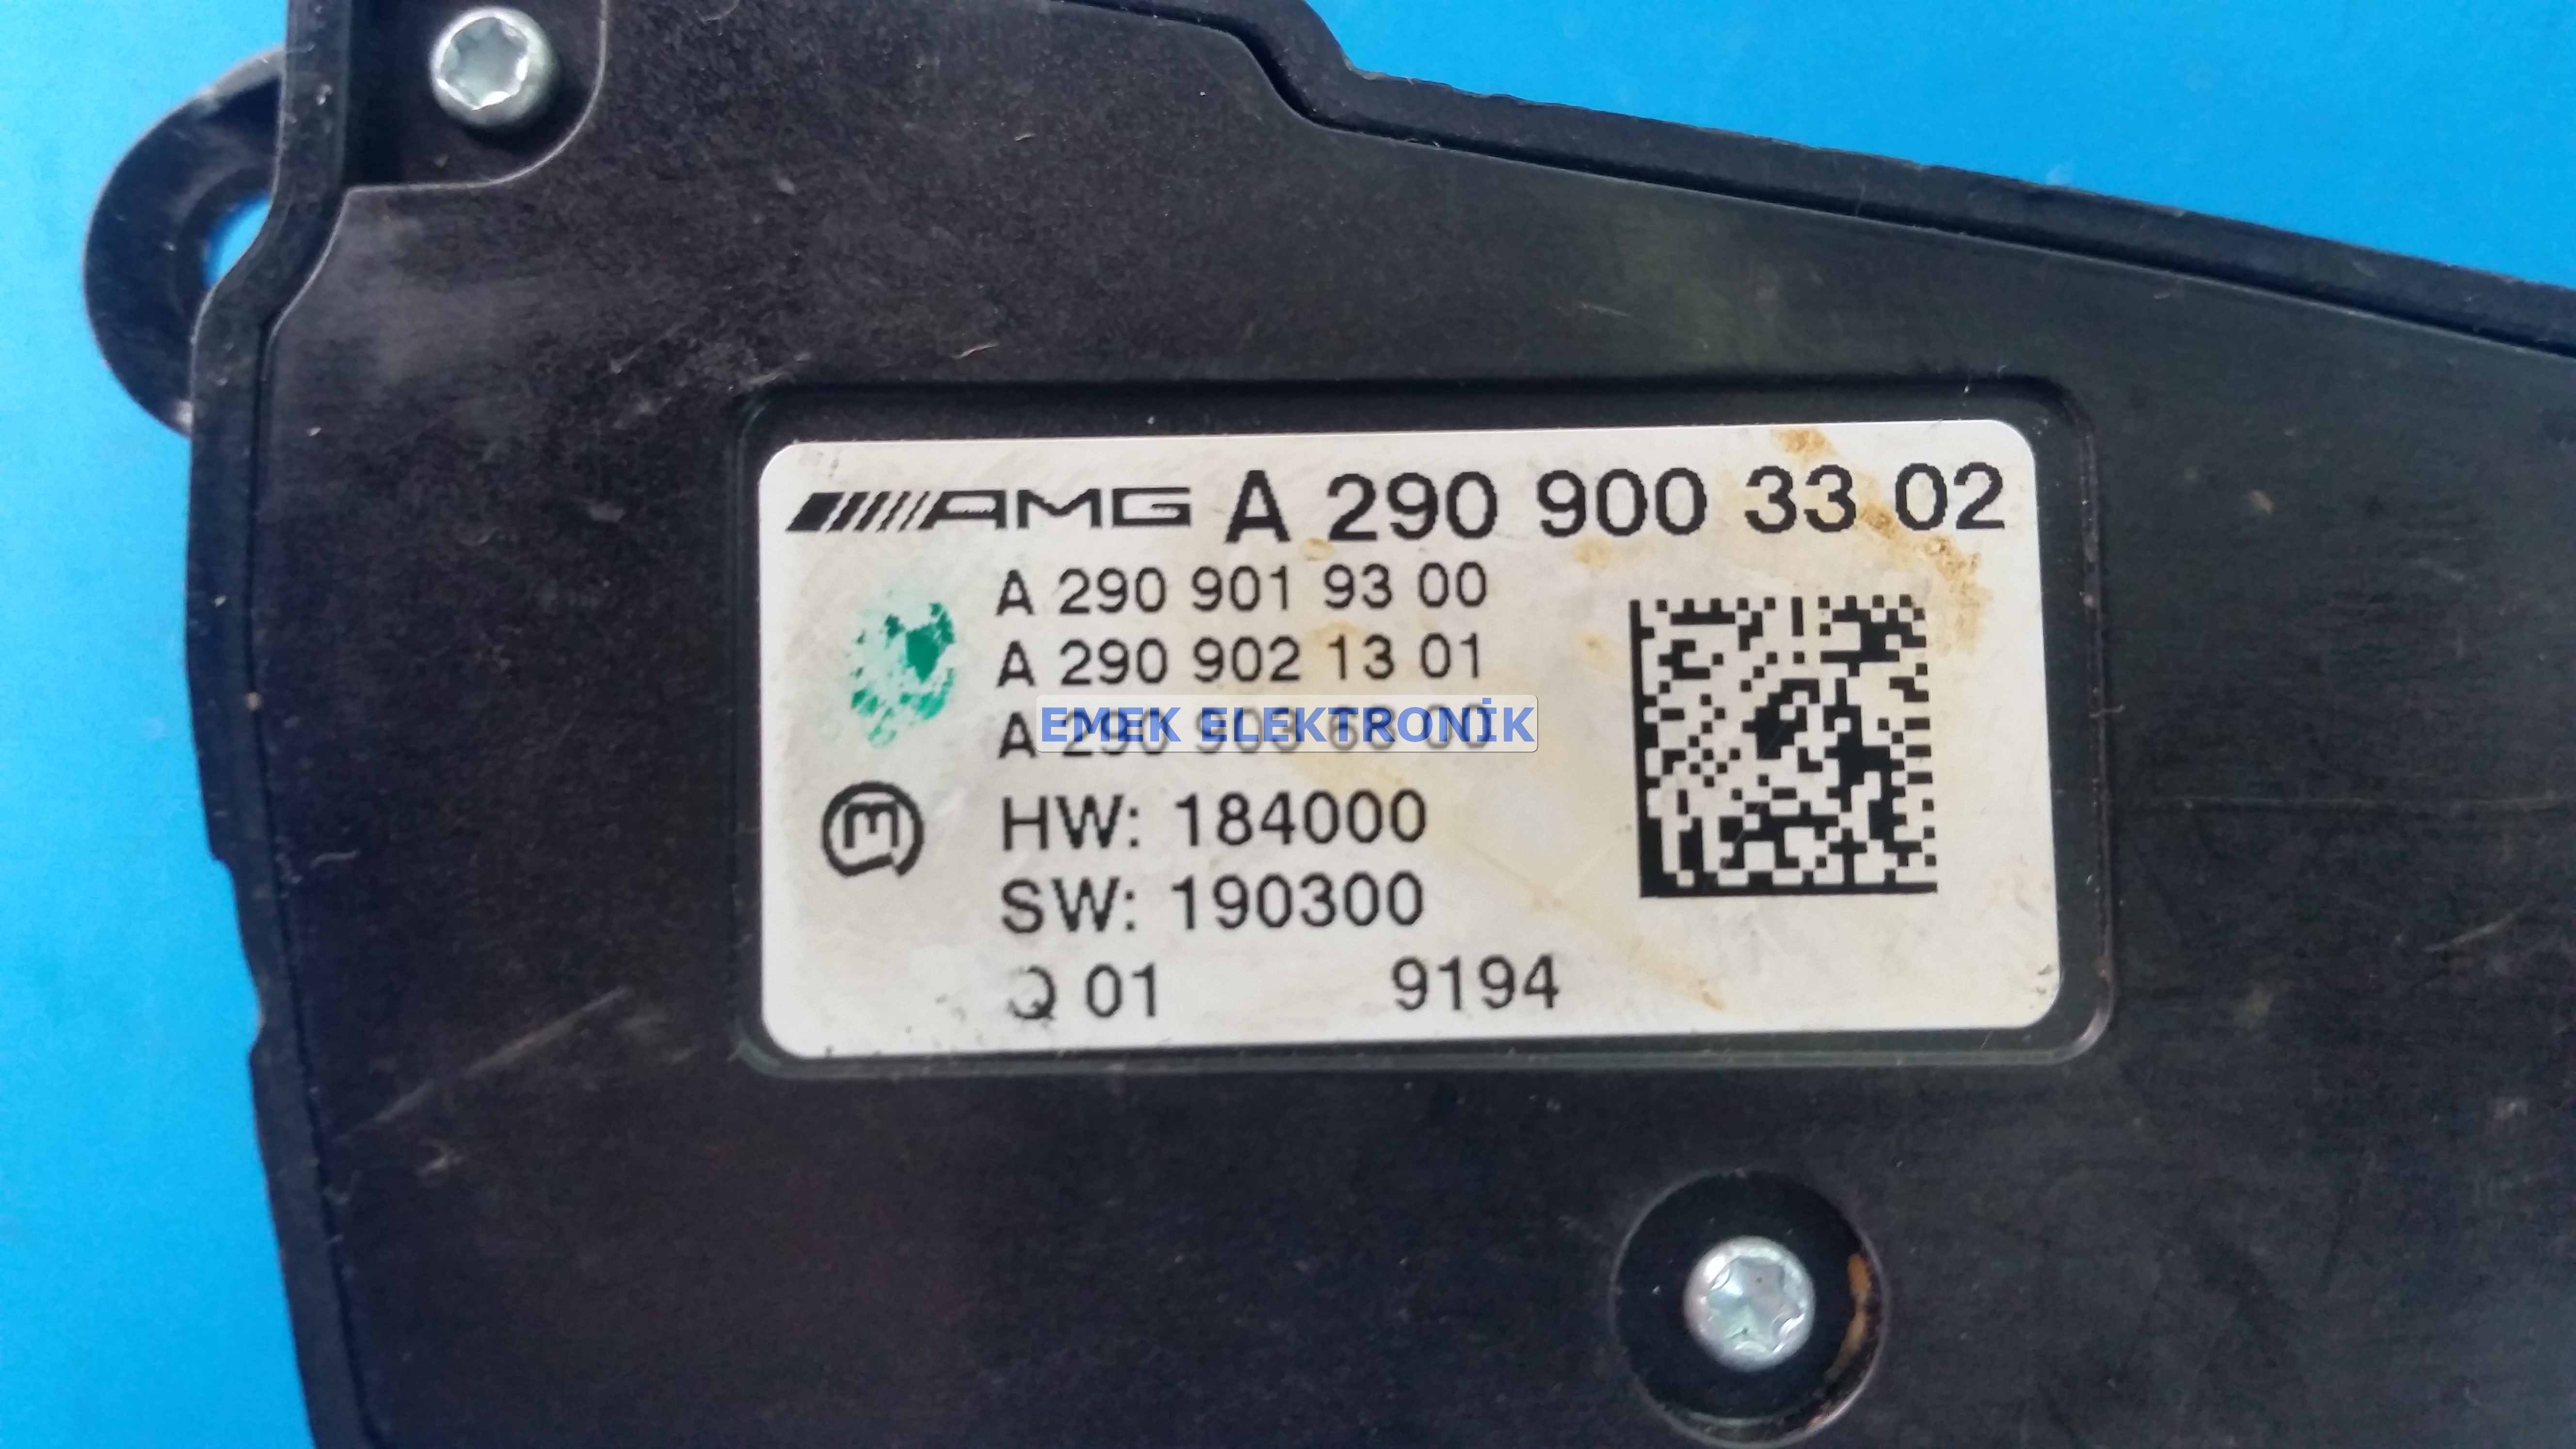 AMG A 290 900 33 02
A 290 901 93 00
A 290 902 13 01
EMEK ELEKTRONİK
A 290
HW: 184000
SW: 190300
Q 01 9194